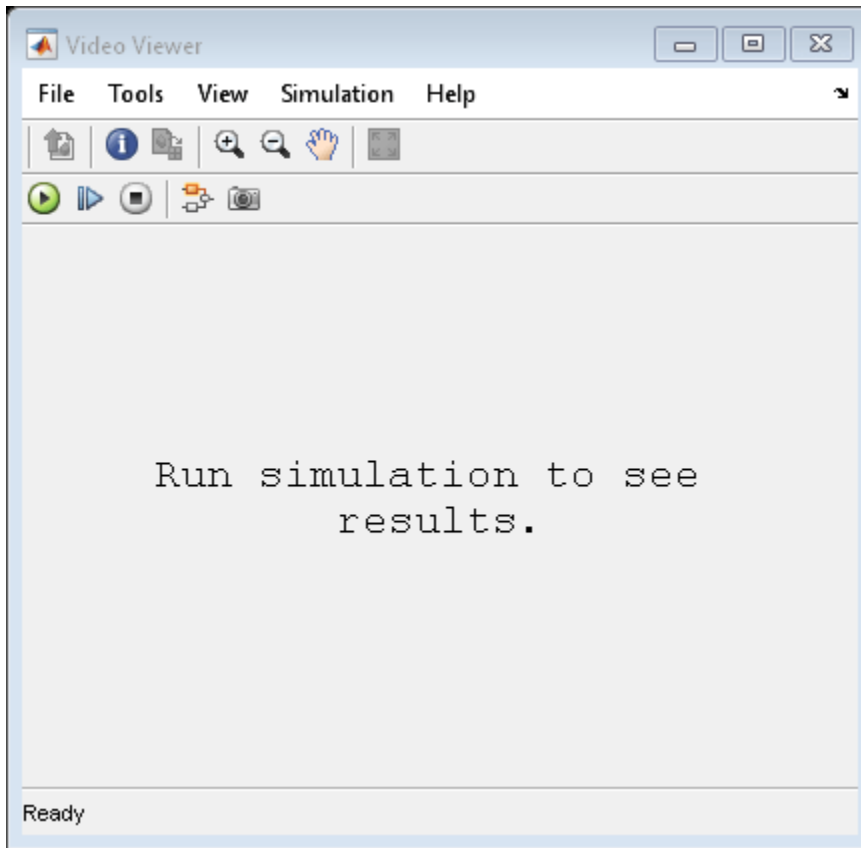 Video Viewer
File Tools View Simulation Help
Run simulation to see
results.
Ready